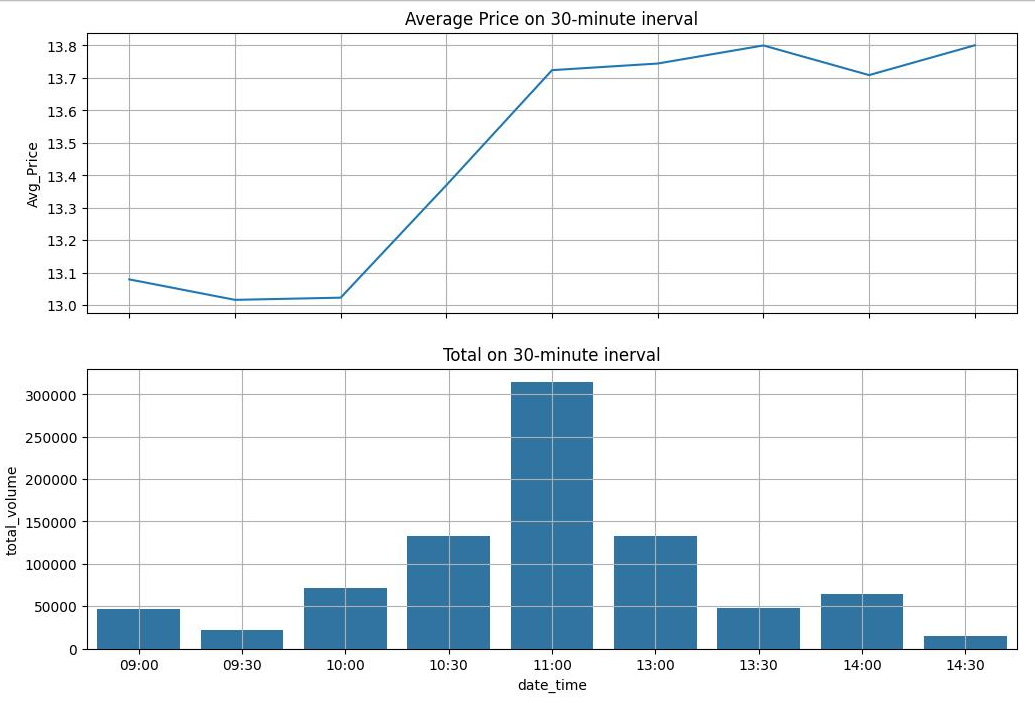 Average Price on 30-minute inerval
13.8
13.7
13.6
13.5
13.4
13.3
13.2
13.1
13.0
Avg_Price
Total on 30-minute inerval
300000
250000
200000
150000
100000
50000
0
total_volume
09:00 09:30 10:00 10:30 11:00 13:00 13:30 14:00 14:30
date_time